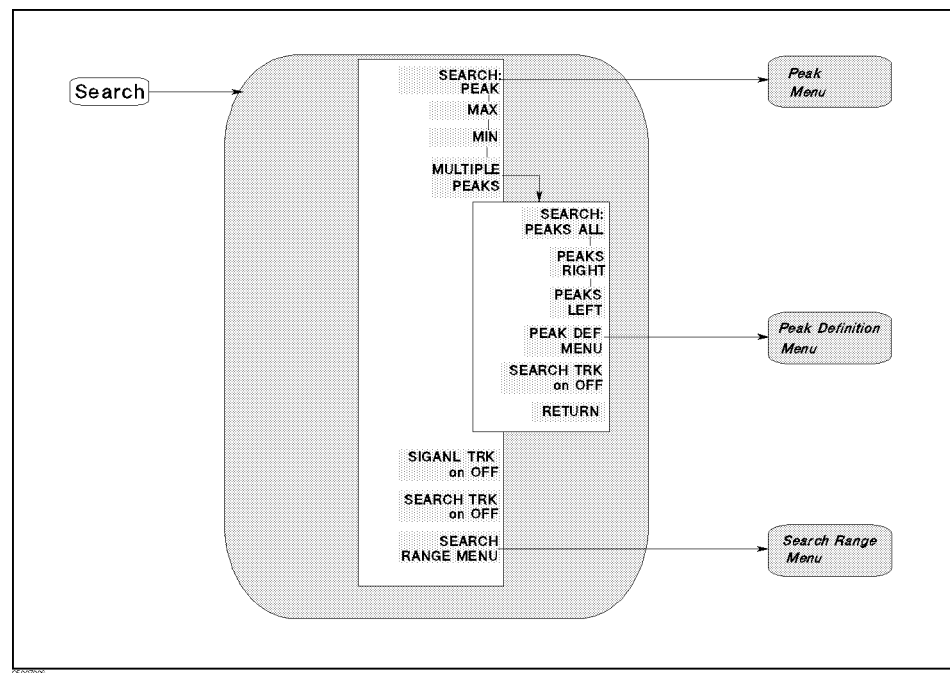 Search
SEARCH:
PEAK
MAX
MIN
MULTIPLE
PEAKS
SEARCH:
PEAKS ALL
PEAKS
RIGHT
PEAKS
LEFT
PEAK DEF
MENU
SEARCH TRK
on OFF
RETURN
SIGANL TRK
on OFF
SEARCH TRK
on OFF
SEARCH
RANGE MENU
Peak
Menu
Peak Definition
Menu
Search Range
Menu